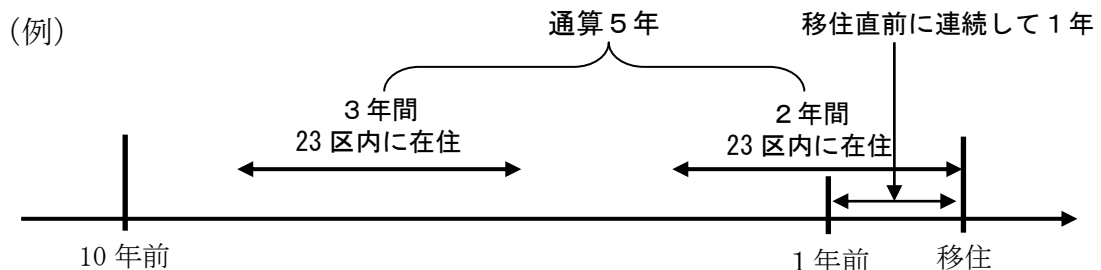 (例)
通算５年
移住直前に連続して１年
３年間
23 区内に在住
２年間
23 区内に在住
10 年前
１年前
移住